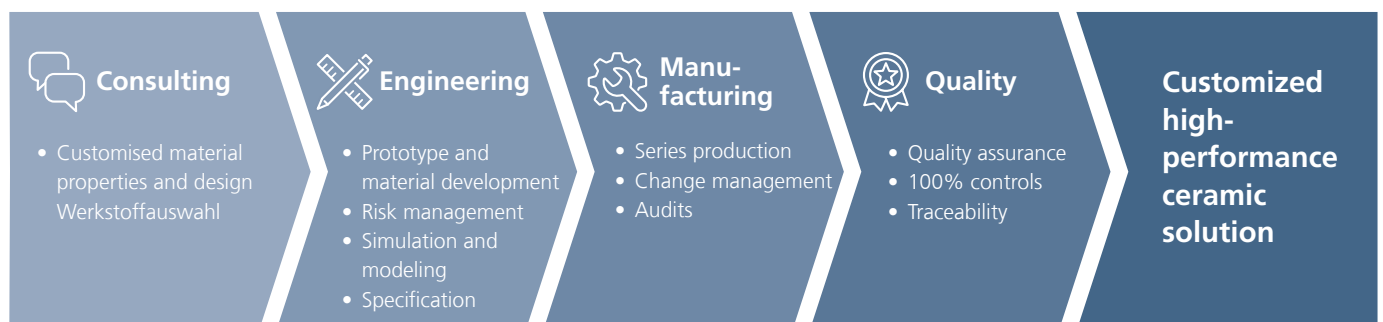 Consulting
• Customised material
properties and design
Werkstoffauswahl
Engineering
• Prototype and
material development
• Risk management
• Simulation and
modeling
• Specification
Manu-
facturing
• Series production
• Change management
• Audits
Quality
• Quality assurance
• 100% controls
• Traceability
Customized
high-
performance
ceramic
solution